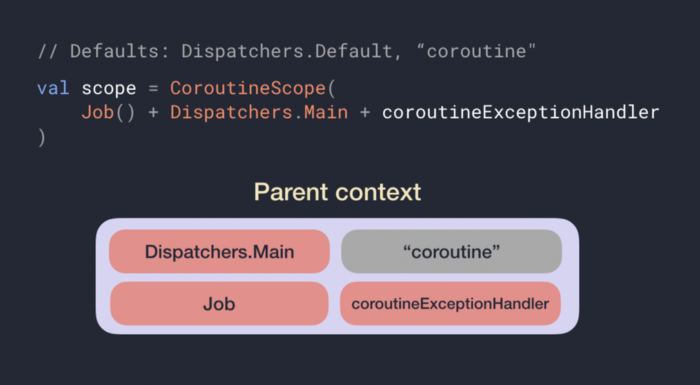 // Defaults: Dispatchers.Default, “coroutine"
val scope = CoroutineScope(
    Job() + Dispatchers.Main + coroutineExceptionHandler
)
Parent context
Dispatchers.Main “coroutine”
Job coroutineExceptionHandler